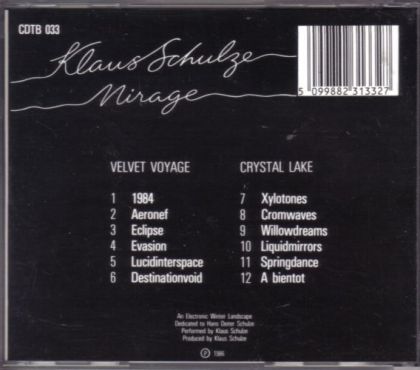 CDTB 033
Klaus Schulze
Mirage
5 099882 313327
VELVET VOYAGE
1 1984
2 Aeronef
3 Eclipse
4 Evasion
5 Lucidinterspace
6 Destinationvoid
CRYSTAL LAKE
7 Xylotones
8 Cromwaves
9 Willowdreams
10 Liquidmirrors
11 Springdance
12 A bientot
An Electronic Winter Landscape
Dedicated to Hans Dieter Schulze
Performed by Klaus Schulze
Produced by Klaus Schulze
Ⓟ 1986